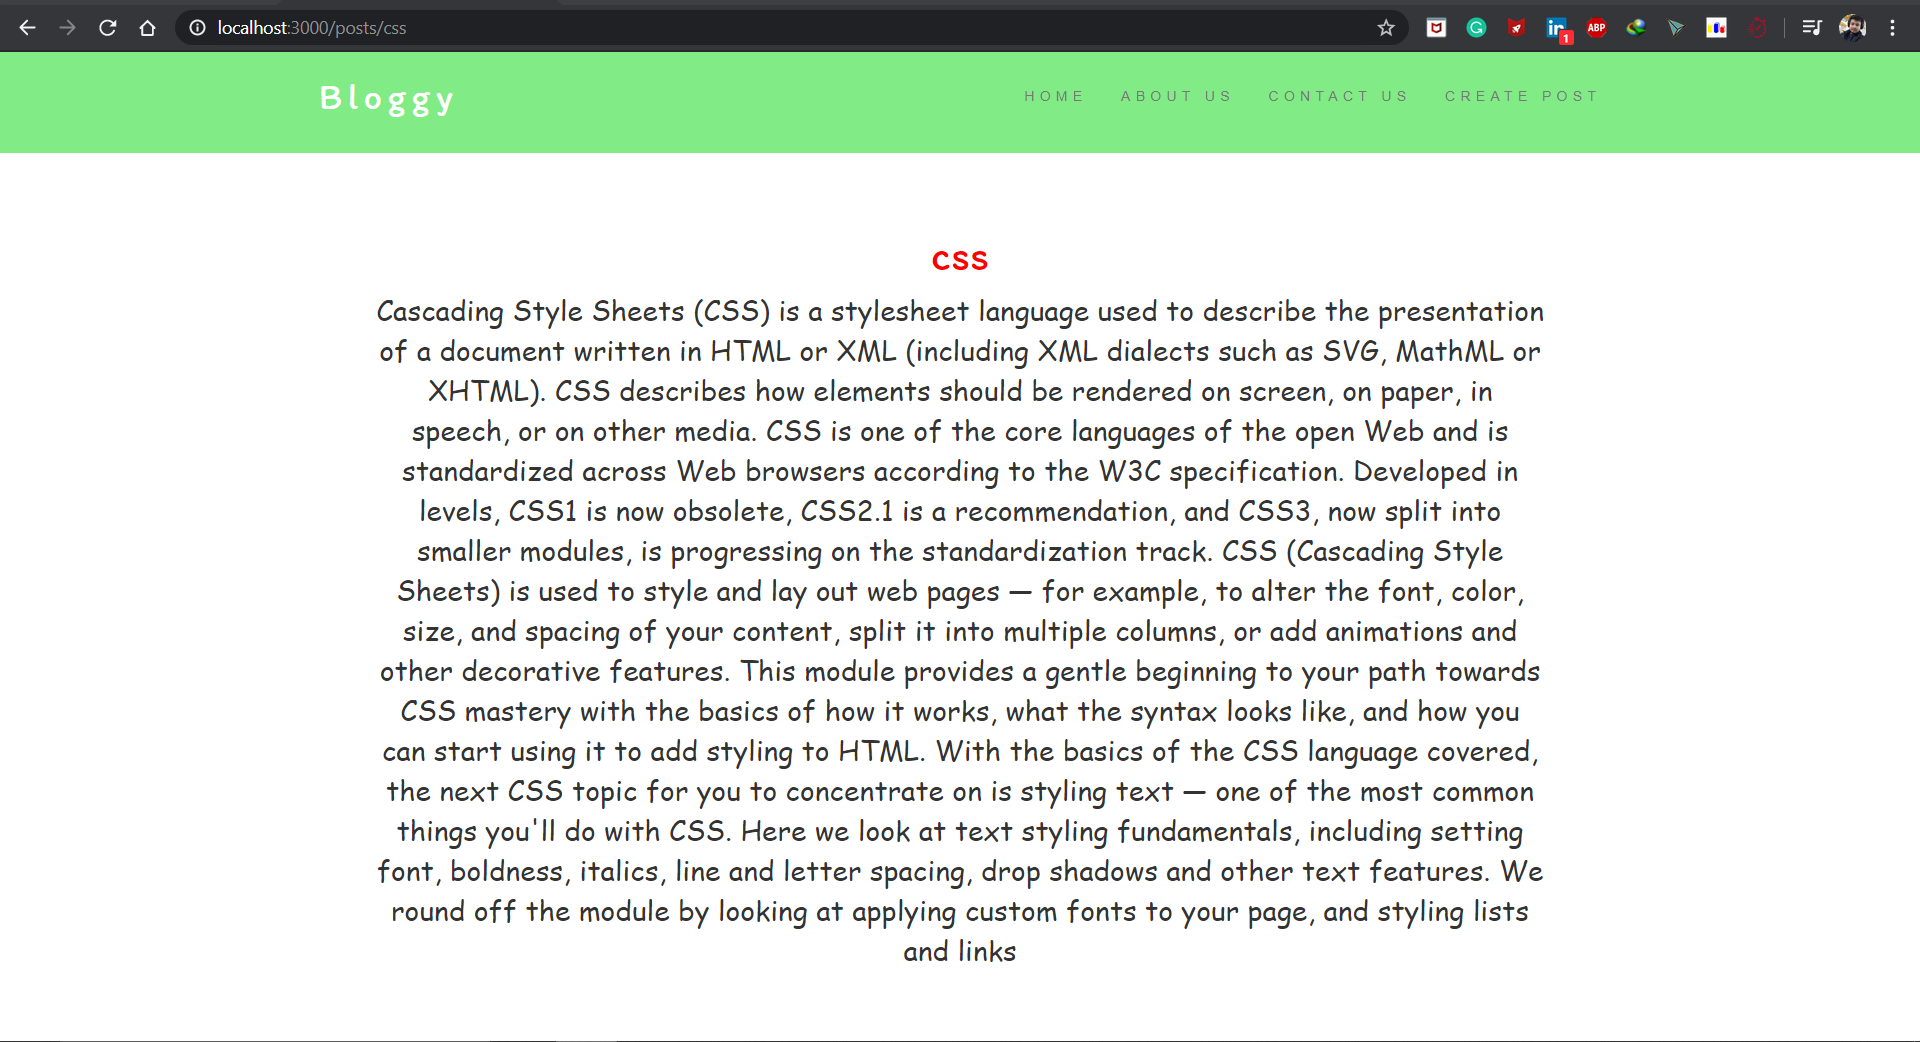 localhost:3000/posts/css
1
ABP
Bloggy
HOME ABOUT US CONTACT US CREATE POST
CSS
Cascading Style Sheets (CSS) is a stylesheet language used to describe the presentation
of a document written in HTML or XML (including XML dialects such as SVG, MathML or
XHTML). CSS describes how elements should be rendered on screen, on paper, in
speech, or on other media. CSS is one of the core languages of the open Web and is
standardized across Web browsers according to the W3C specification. Developed in
levels, CSS1 is now obsolete, CSS2.1 is a recommendation, and CSS3, now split into
smaller modules, is progressing on the standardization track. CSS (Cascading Style
Sheets) is used to style and lay out web pages — for example, to alter the font, color,
size, and spacing of your content, split it into multiple columns, or add animations and
other decorative features. This module provides a gentle beginning to your path towards
CSS mastery with the basics of how it works, what the syntax looks like, and how you
can start using it to add styling to HTML. With the basics of the CSS language covered,
the next CSS topic for you to concentrate on is styling text — one of the most common
things you'll do with CSS. Here we look at text styling fundamentals, including setting
font, boldness, italics, line and letter spacing, drop shadows and other text features. We
round off the module by looking at applying custom fonts to your page, and styling lists
and links